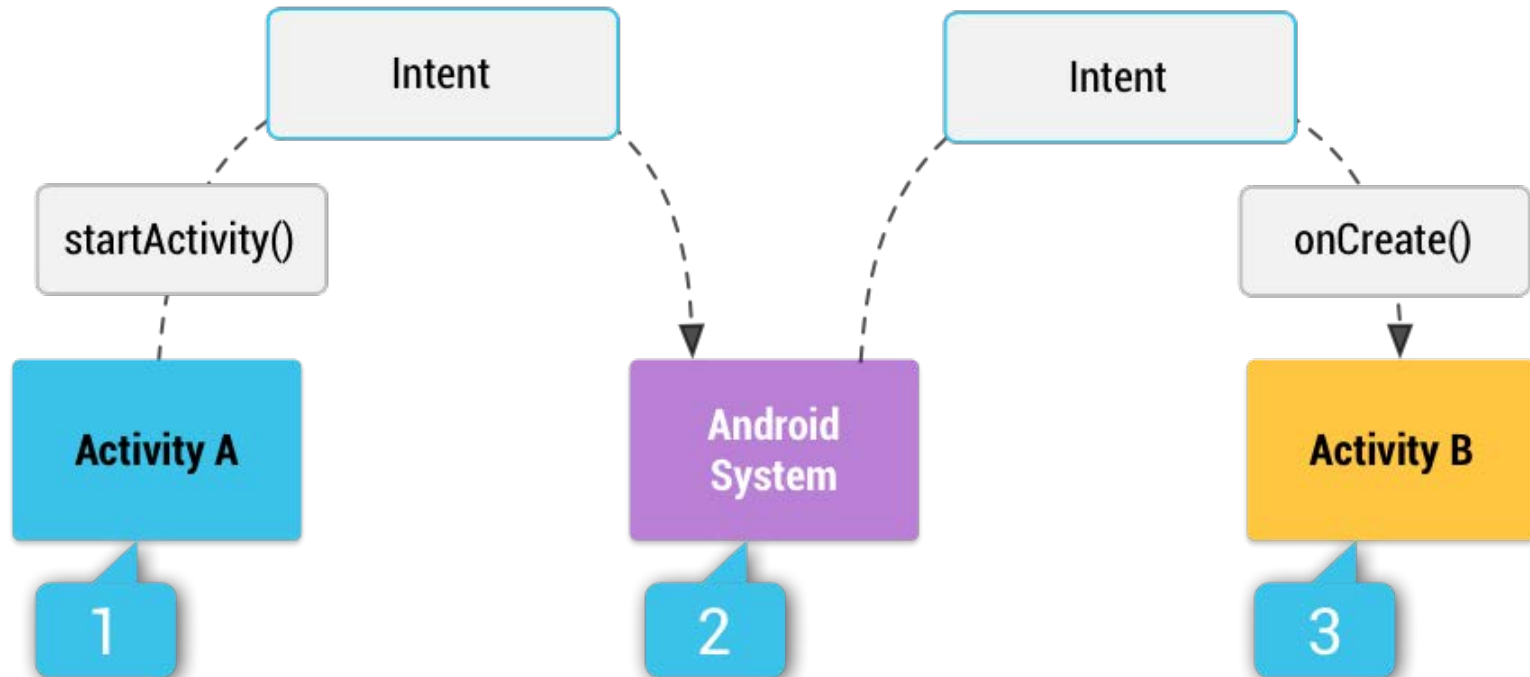 Intent
Intent
startActivity()
onCreate()
Activity A
Android
System
Activity B
1
2
3